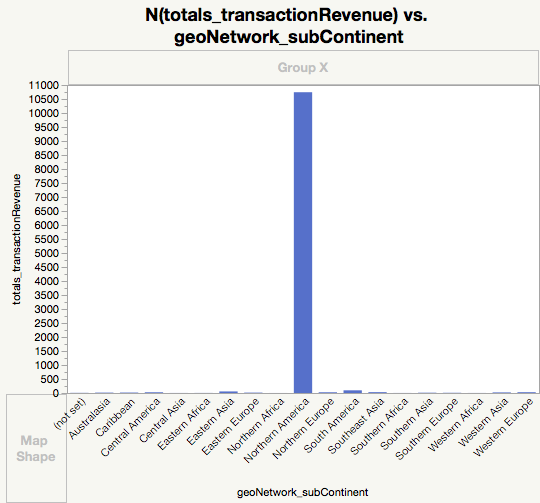 N(totals_transactionRevenue) vs.
geoNetwork_subContinent
Group X
totals_transactionRevenue
11000
10500
10000
9500
9000
8500
8000
7500
7000
6500
6000
5500
5000
4500
4000
3500
3000
2500
2000
1500
1000
500
0
(not set)
Australasia
Caribbean
Central America
Central Asia
Eastern Africa
Eastern Asia
Eastern Europe
Northern Africa
Northern America
Northern Europe
South America
Southeast Asia
Southern Africa
Southern Asia
Southern Europe
Western Africa
Western Asia
Western Europe
Map
Shape
geoNetwork_subContinent